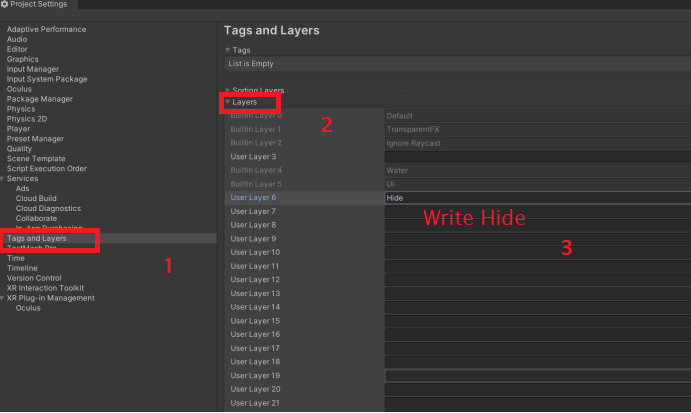 Project Settings
Adaptive Performance
Audio
Editor
Graphics
Input Manager
Input System Package
Oculus
Package Manager
Physics
Physics 2D
Player
Preset Manager
Quality
Scene Template
Script Execution Order
Services
Ads
Cloud Build
Cloud Diagnostics
Collaborate
In-App Purchasing
Tags and Layers
TextMesh Pro
Time
Timeline
Version Control
XR Interaction Toolkit
XR Plug-in Management
Oculus
1
Tags and Layers
Tags
List is Empty
Sorting Layers
Layers
2
Builtin Layer 0 Default
Builtin Layer 1 TransparentFX
Builtin Layer 2 Ignore Raycast
User Layer 3
Builtin Layer 4 Water
Builtin Layer 5 UI
User Layer 6 Hide
User Layer 7
Write Hide
User Layer 8
User Layer 9
3
User Layer 10
User Layer 11
User Layer 12
User Layer 13
User Layer 14
User Layer 15
User Layer 16
User Layer 17
User Layer 18
User Layer 19
User Layer 20
User Layer 21